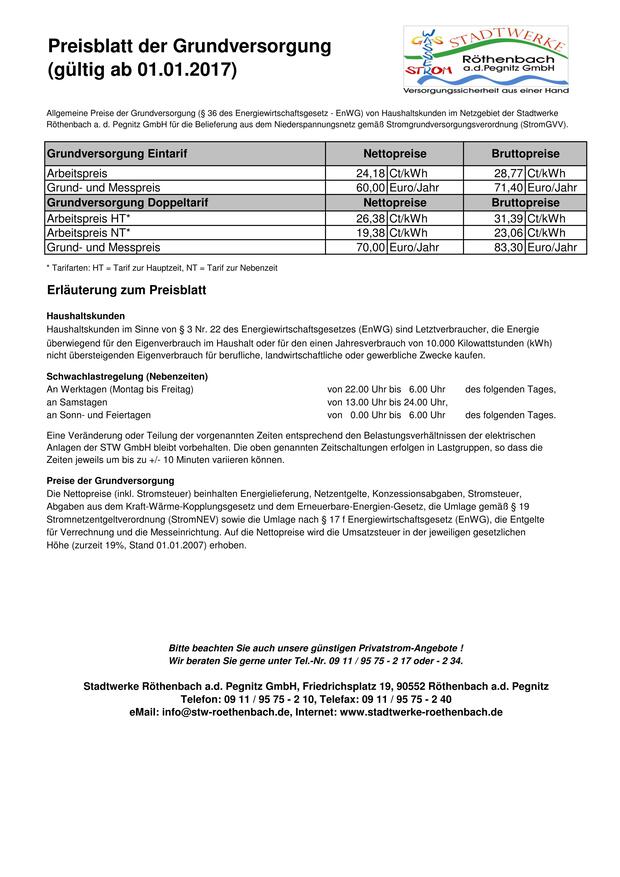 Preisblatt der Grundversorgung
(gültig ab 01.01.2017)
GAS
WASSER
STROM
STADTWERKE
Röthenbach
a.d.Pegnitz GmbH
Versorgungssicherheit aus einer Hand
Allgemeine Preise der Grundversorgung (§ 36 des Energiewirtschaftsgesetz - EnWG) von Haushaltskunden im Netzgebiet der Stadtwerke
Röthenbach a. d. Pegnitz GmbH für die Belieferung aus dem Niederspannungsnetz gemäß Stromgrundversorgungsverordnung (StromGVV).
Grundversorgung Eintarif Nettopreise Bruttopreise
Arbeitspreis 24,18 Ct/kWh 28,77 Ct/kWh
Grund- und Messpreis 60,00 Euro/Jahr 71,40 Euro/Jahr
Grundversorgung Doppeltarif Nettopreise Bruttopreise
Arbeitspreis HT* 26,38 Ct/kWh 31,39 Ct/kWh
Arbeitspreis NT* 19,38 Ct/kWh 23,06 Ct/kWh
Grund- und Messpreis 70,00 Euro/Jahr 83,30 Euro/Jahr
* Tarifarten: HT = Tarif zur Hauptzeit, NT = Tarif zur Nebenzeit
Erläuterung zum Preisblatt
Haushaltskunden
Haushaltskunden im Sinne von § 3 Nr. 22 des Energiewirtschaftsgesetzes (EnWG) sind Letztverbraucher, die Energie
überwiegend für den Eigenverbrauch im Haushalt oder für den einen Jahresverbrauch von 10.000 Kilowattstunden (kWh)
nicht übersteigenden Eigenverbrauch für berufliche, landwirtschaftliche oder gewerbliche Zwecke kaufen.
Schwachlastregelung (Nebenzeiten)
An Werktagen (Montag bis Freitag) von 22.00 Uhr bis 6.00 Uhr des folgenden Tages,
an Samstagen von 13.00 Uhr bis 24.00 Uhr,
an Sonn- und Feiertagen von 0.00 Uhr bis 6.00 Uhr des folgenden Tages.
Eine Veränderung oder Teilung der vorgenannten Zeiten entsprechend den Belastungsverhältnissen der elektrischen
Anlagen der STW GmbH bleibt vorbehalten. Die oben genannten Zeitschaltungen erfolgen in Lastgruppen, so dass die
Zeiten jeweils um bis zu +/- 10 Minuten variieren können.
Preise der Grundversorgung
Die Nettopreise (inkl. Stromsteuer) beinhalten Energielieferung, Netzentgelte, Konzessionsabgaben, Stromsteuer,
Abgaben aus dem Kraft-Wärme-Kopplungsgesetz und dem Erneuerbare-Energien-Gesetz, die Umlage gemäß § 19
Stromnetzentgeltverordnung (StromNEV) sowie die Umlage nach § 17 f Energiewirtschaftsgesetz (EnWG), die Entgelte
für Verrechnung und die Messeinrichtung. Auf die Nettopreise wird die Umsatzsteuer in der jeweiligen gesetzlichen
Höhe (zurzeit 19%, Stand 01.01.2007) erhoben.
Bitte beachten Sie auch unsere günstigen Privatstrom-Angebote !
Wir beraten Sie gerne unter Tel.-Nr. 09 11 / 95 75 - 2 17 oder - 2 34.
Stadtwerke Röthenbach a.d. Pegnitz GmbH, Friedrichsplatz 19, 90552 Röthenbach a.d. Pegnitz
Telefon: 09 11 / 95 75 - 2 10, Telefax: 09 11 / 95 75 - 2 40
eMail: info@stw-roethenbach.de, Internet: www.stadtwerke-roethenbach.de